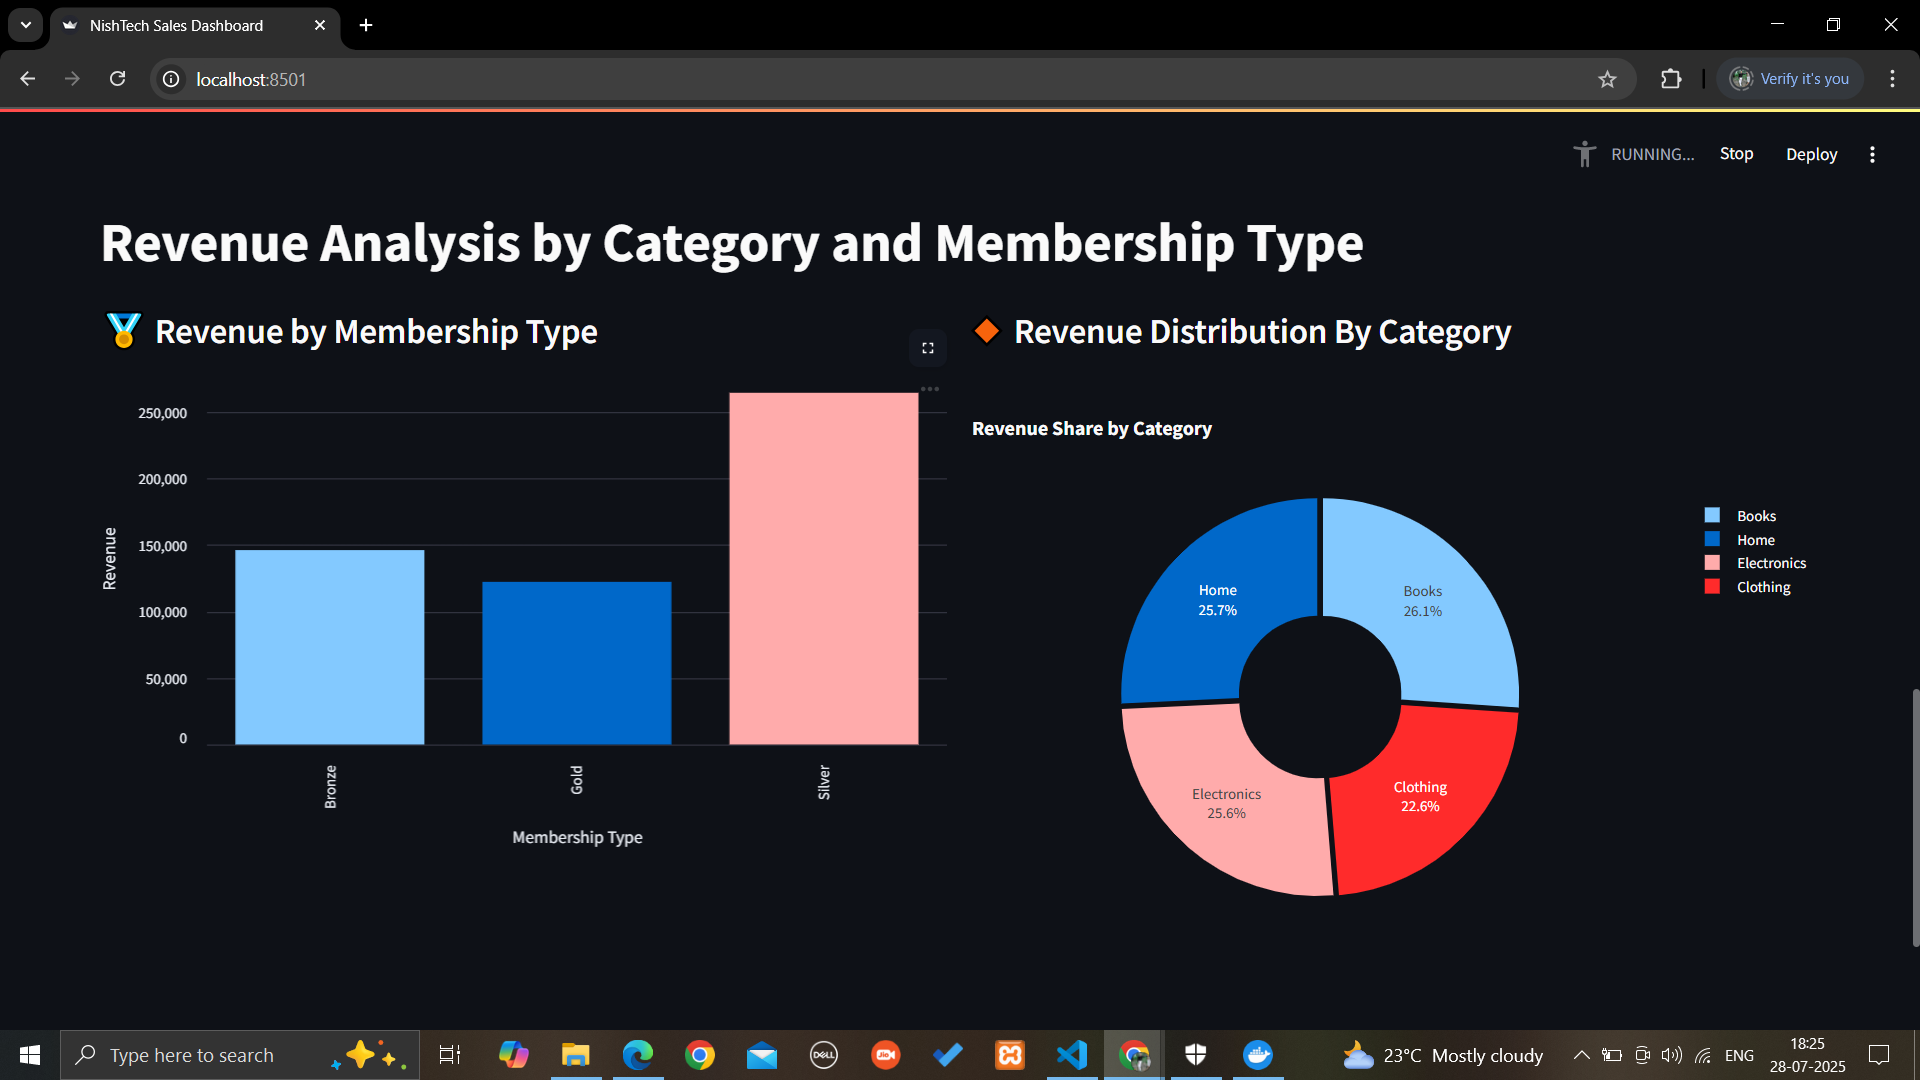 NishTech Sales Dashboard
localhost:8501
Verify it's you
RUNNING...
Stop
Deploy
Revenue Analysis by Category and Membership Type
Revenue by Membership Type
250,000
200,000
150,000
100,000
50,000
0
Revenue
Bronze
Gold
Silver
Membership Type
Revenue Distribution By Category
Revenue Share by Category
Home
25.7%
Books
26.1%
Electronics
25.6%
Clothing
22.6%
Books
Home
Electronics
Clothing
Type here to search
DELL
Jio
23°C Mostly cloudy
ENG
18:25
28-07-2025